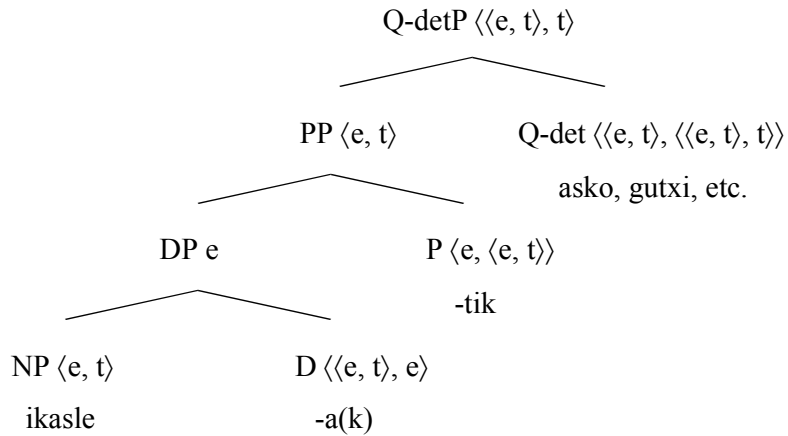 Q-detP ⟨⟨e, t⟩, t⟩
PP ⟨e, t⟩ Q-det ⟨⟨e, t⟩, ⟨⟨e, t⟩, t⟩⟩
asko, gutxi, etc.
DP e P ⟨e, ⟨e, t⟩⟩
-tik
NP ⟨e, t⟩ D ⟨⟨e, t⟩, e⟩
ikasle -a(k)